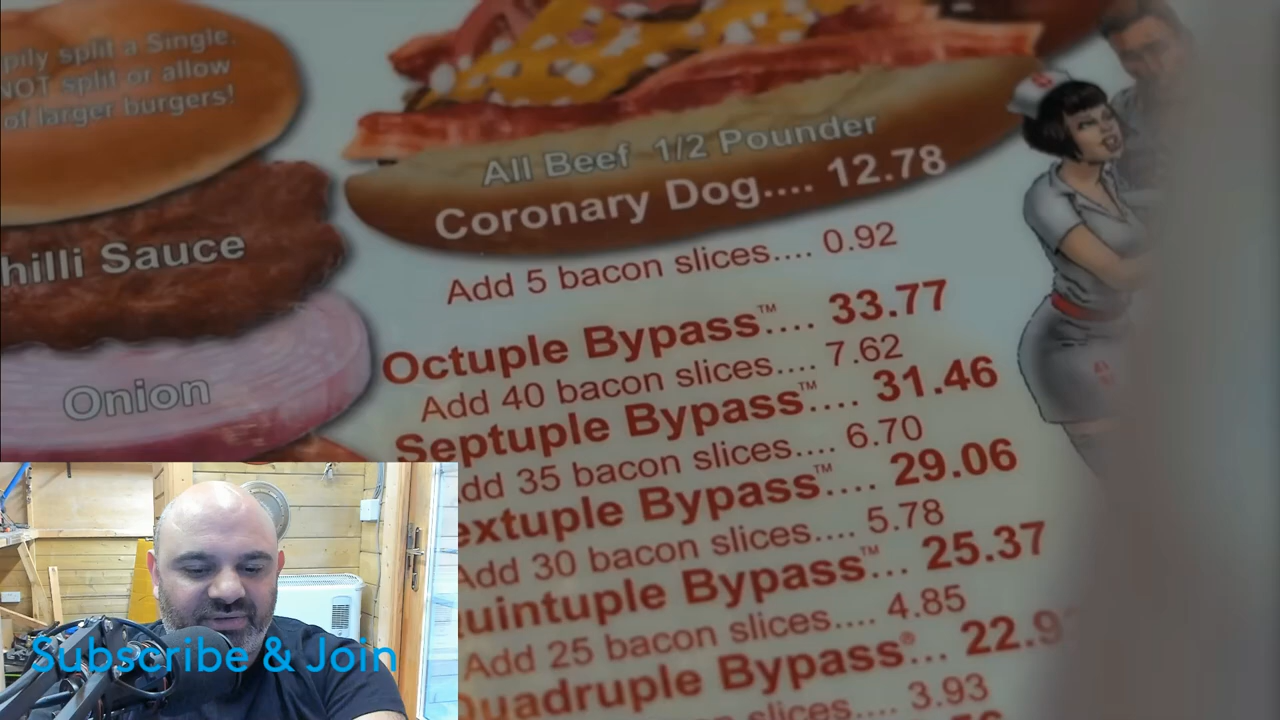 pily split a Single.
NOT split or allow
of larger burgers!
hilli Sauce
Onion
All Beef 1/2 Pounder
Coronary Dog.... 12.78
Add 5 bacon slices.... 0.92
Octuple Bypass™.... 33.77
Add 40 bacon slices.... 7.62
Septuple Bypass™.... 31.46
dd 35 bacon slices.... 6.70
extuple Bypass™.... 29.06
Add 30 bacon slices.... 5.78
uintuple Bypass™... 25.37
Add 25 bacon slices.... 4.85
Quadruple Bypass®... 22.9
bacon slices.... 3.93
Subscribe & Join